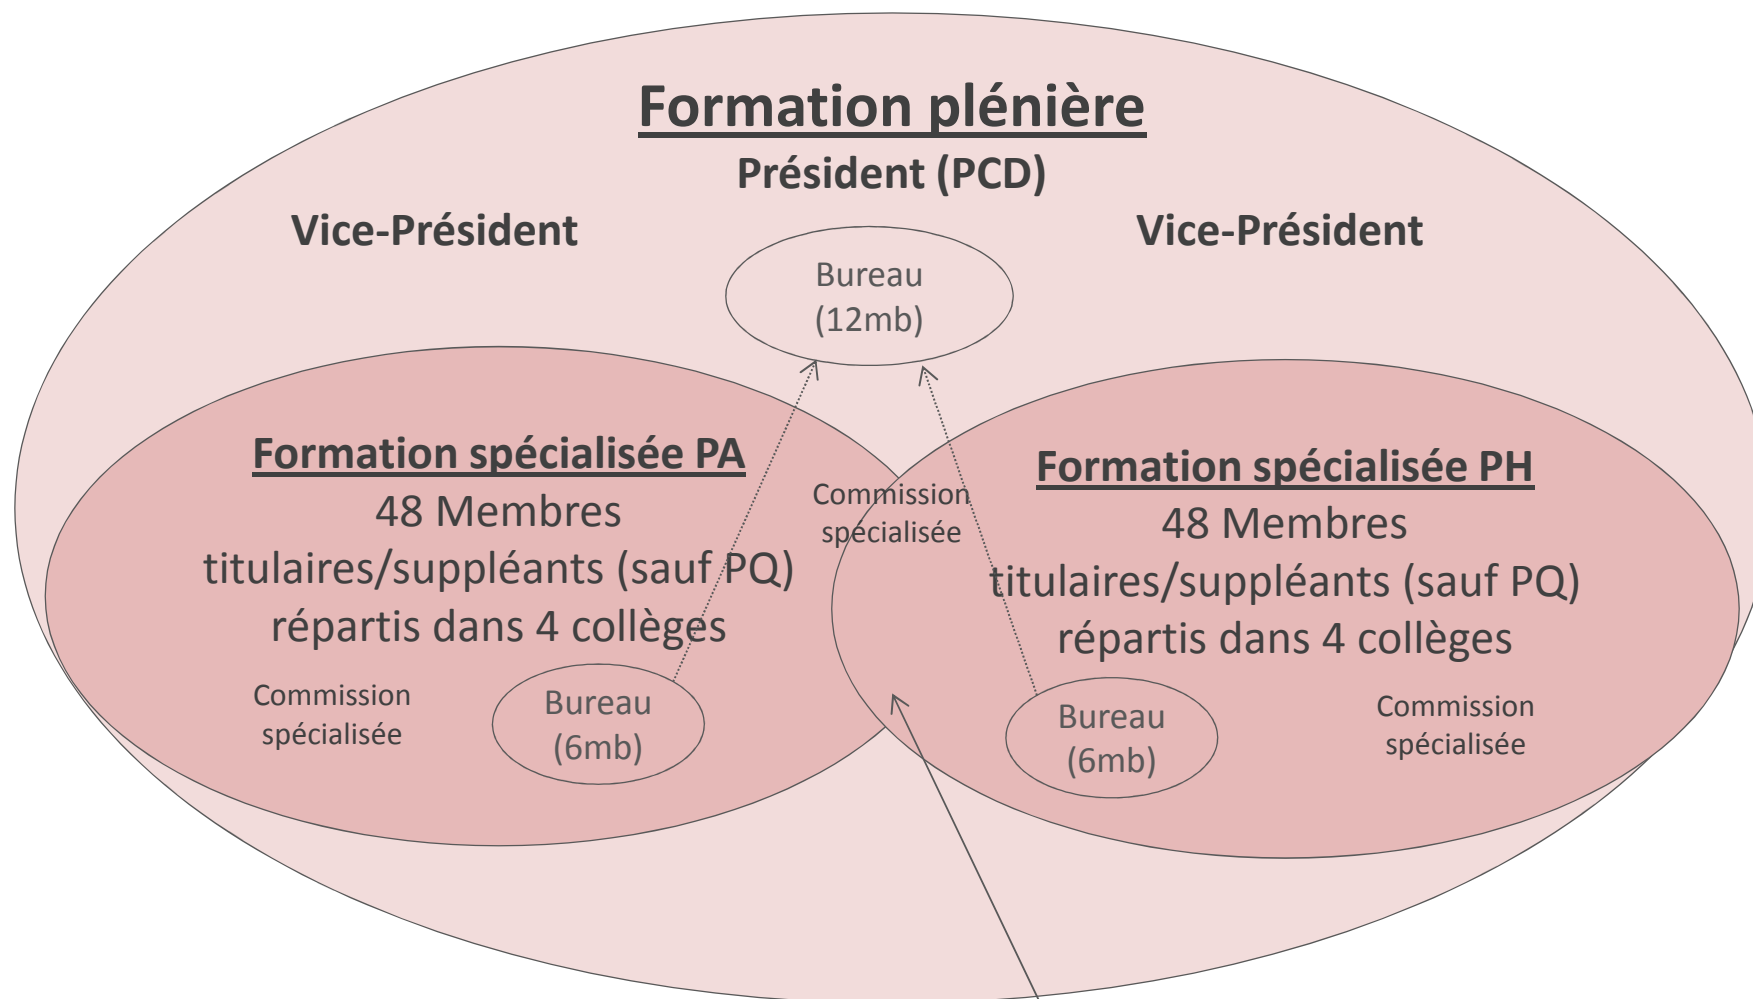 Formation plénière
Président (PCD)
Vice-Président
Vice-Président
Bureau
(12mb)
Formation spécialisée PA
48 Membres
titulaires/suppléants (sauf PQ)
répartis dans 4 collèges
Commission
spécialisée
Bureau
(6mb)
Commission
spécialisée
Formation spécialisée PH
48 Membres
titulaires/suppléants (sauf PQ)
répartis dans 4 collèges
Bureau
(6mb)
Commission
spécialisée